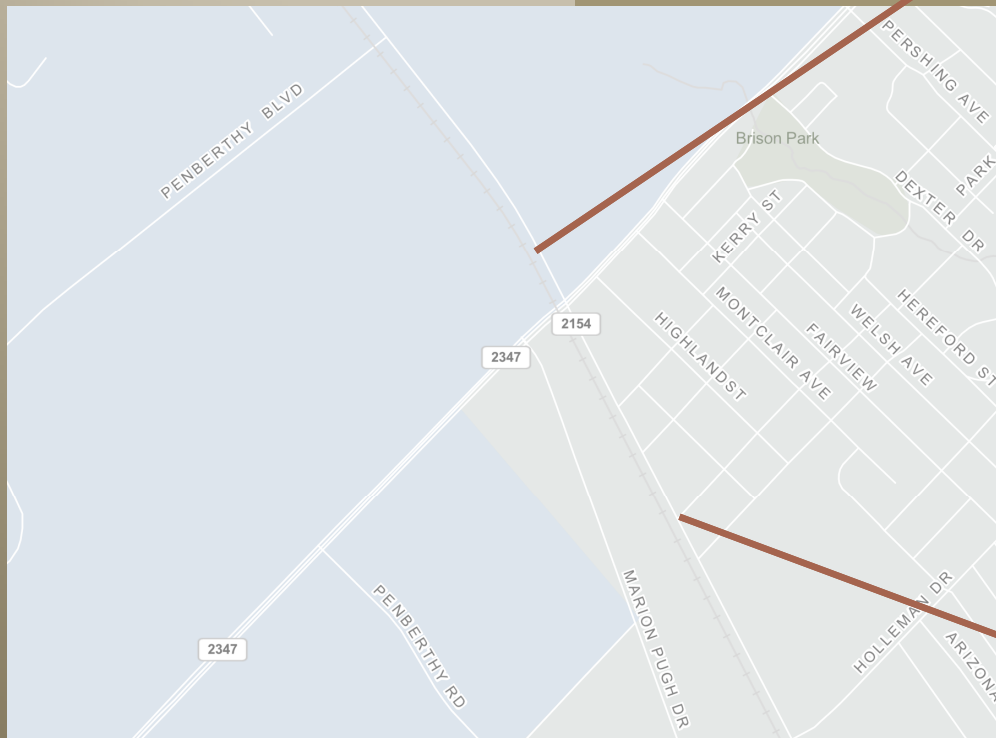 PERSHING AVE
PENBERTHY BLVD
Brison Park
PARK
DEXTER DR
KERRY ST
HEREFORD ST
MONTCLAIR AVE
WELSH AVE
HIGHLANDST
FAIRVIEW
2154
2347
MARION PUGH DR
HOLLEMAN DR
PENBERTHY RD
ARIZONA
2347